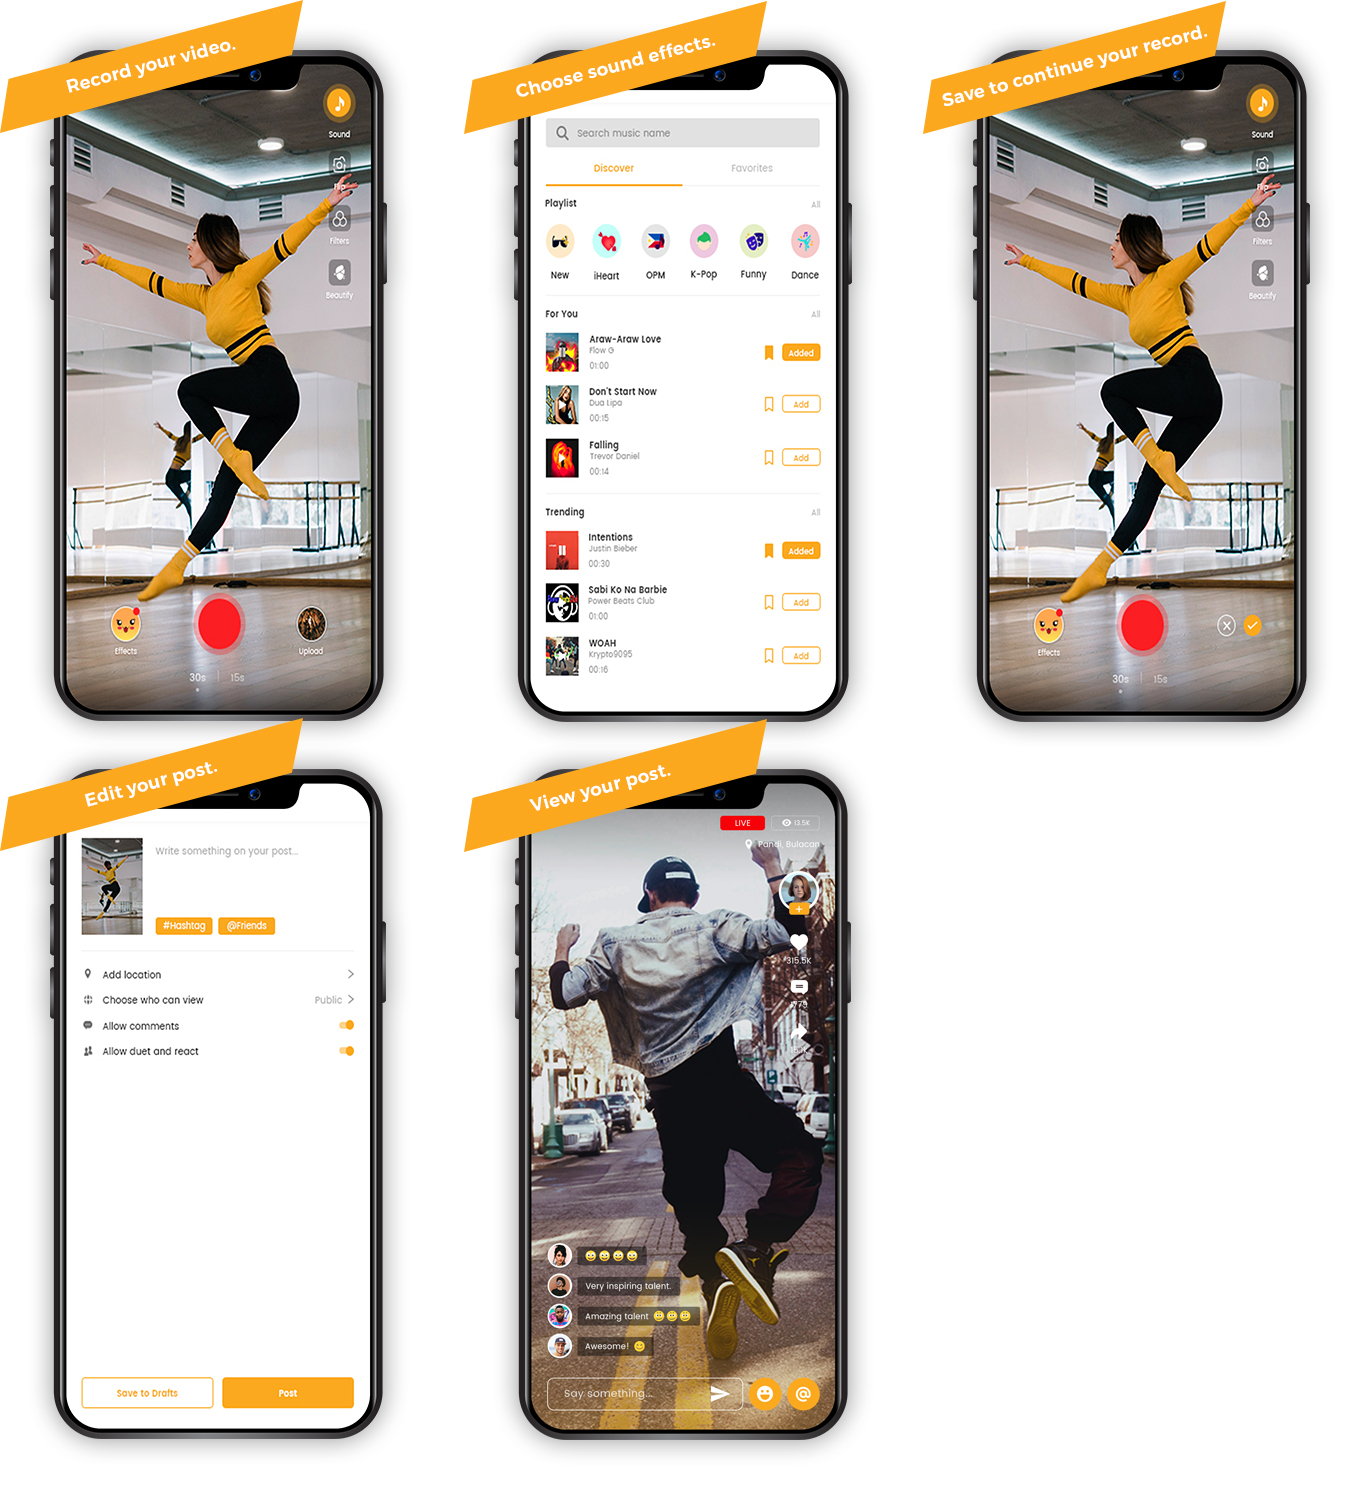 Record your video.
Sound
Flip
Filters
Beautify
Effects
Upload
30s
15s
Choose sound effects.
Search music name
Discover
Favorites
Playlist
All
New
iHeart
OPM
K-Pop
Funny
Dance
For You
All
Araw-Araw Love
Flow G
01:00
Added
Don't Start Now
Dua Lipa
00:15
Add
Falling
Trevor Daniel
00:14
Add
Trending
All
Intentions
Justin Bieber
00:30
Added
Sabi Ko Na Barbie
Power Beats Club
01:00
Add
WOAH
Krypto9095
00:16
Add
Save to continue your record.
Sound
Flip
Filters
Beautify
Effects
30s
15s
Edit your post.
Write something on your post...
#Hashtag
@Friends
Add location
Choose who can view
Public
Allow comments
Allow duet and react
Save to Drafts
Post
View your post.
LIVE
13.5K
Pandi, Bulacan
315.5K
Very inspiring talent.
Amazing talent
Awesome!
Say something...